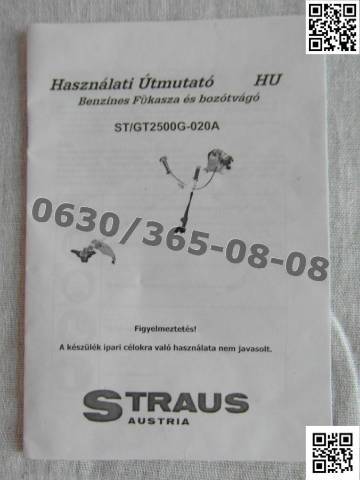 Használati Útmutató HU
Benzines Fűkasza és bozótvágó
ST/GT2500G-020A
0630/365-08-08
Figyelmeztetés!
A készülék ipari célokra való használata nem javasolt.
STRAUS
AUSTRIA